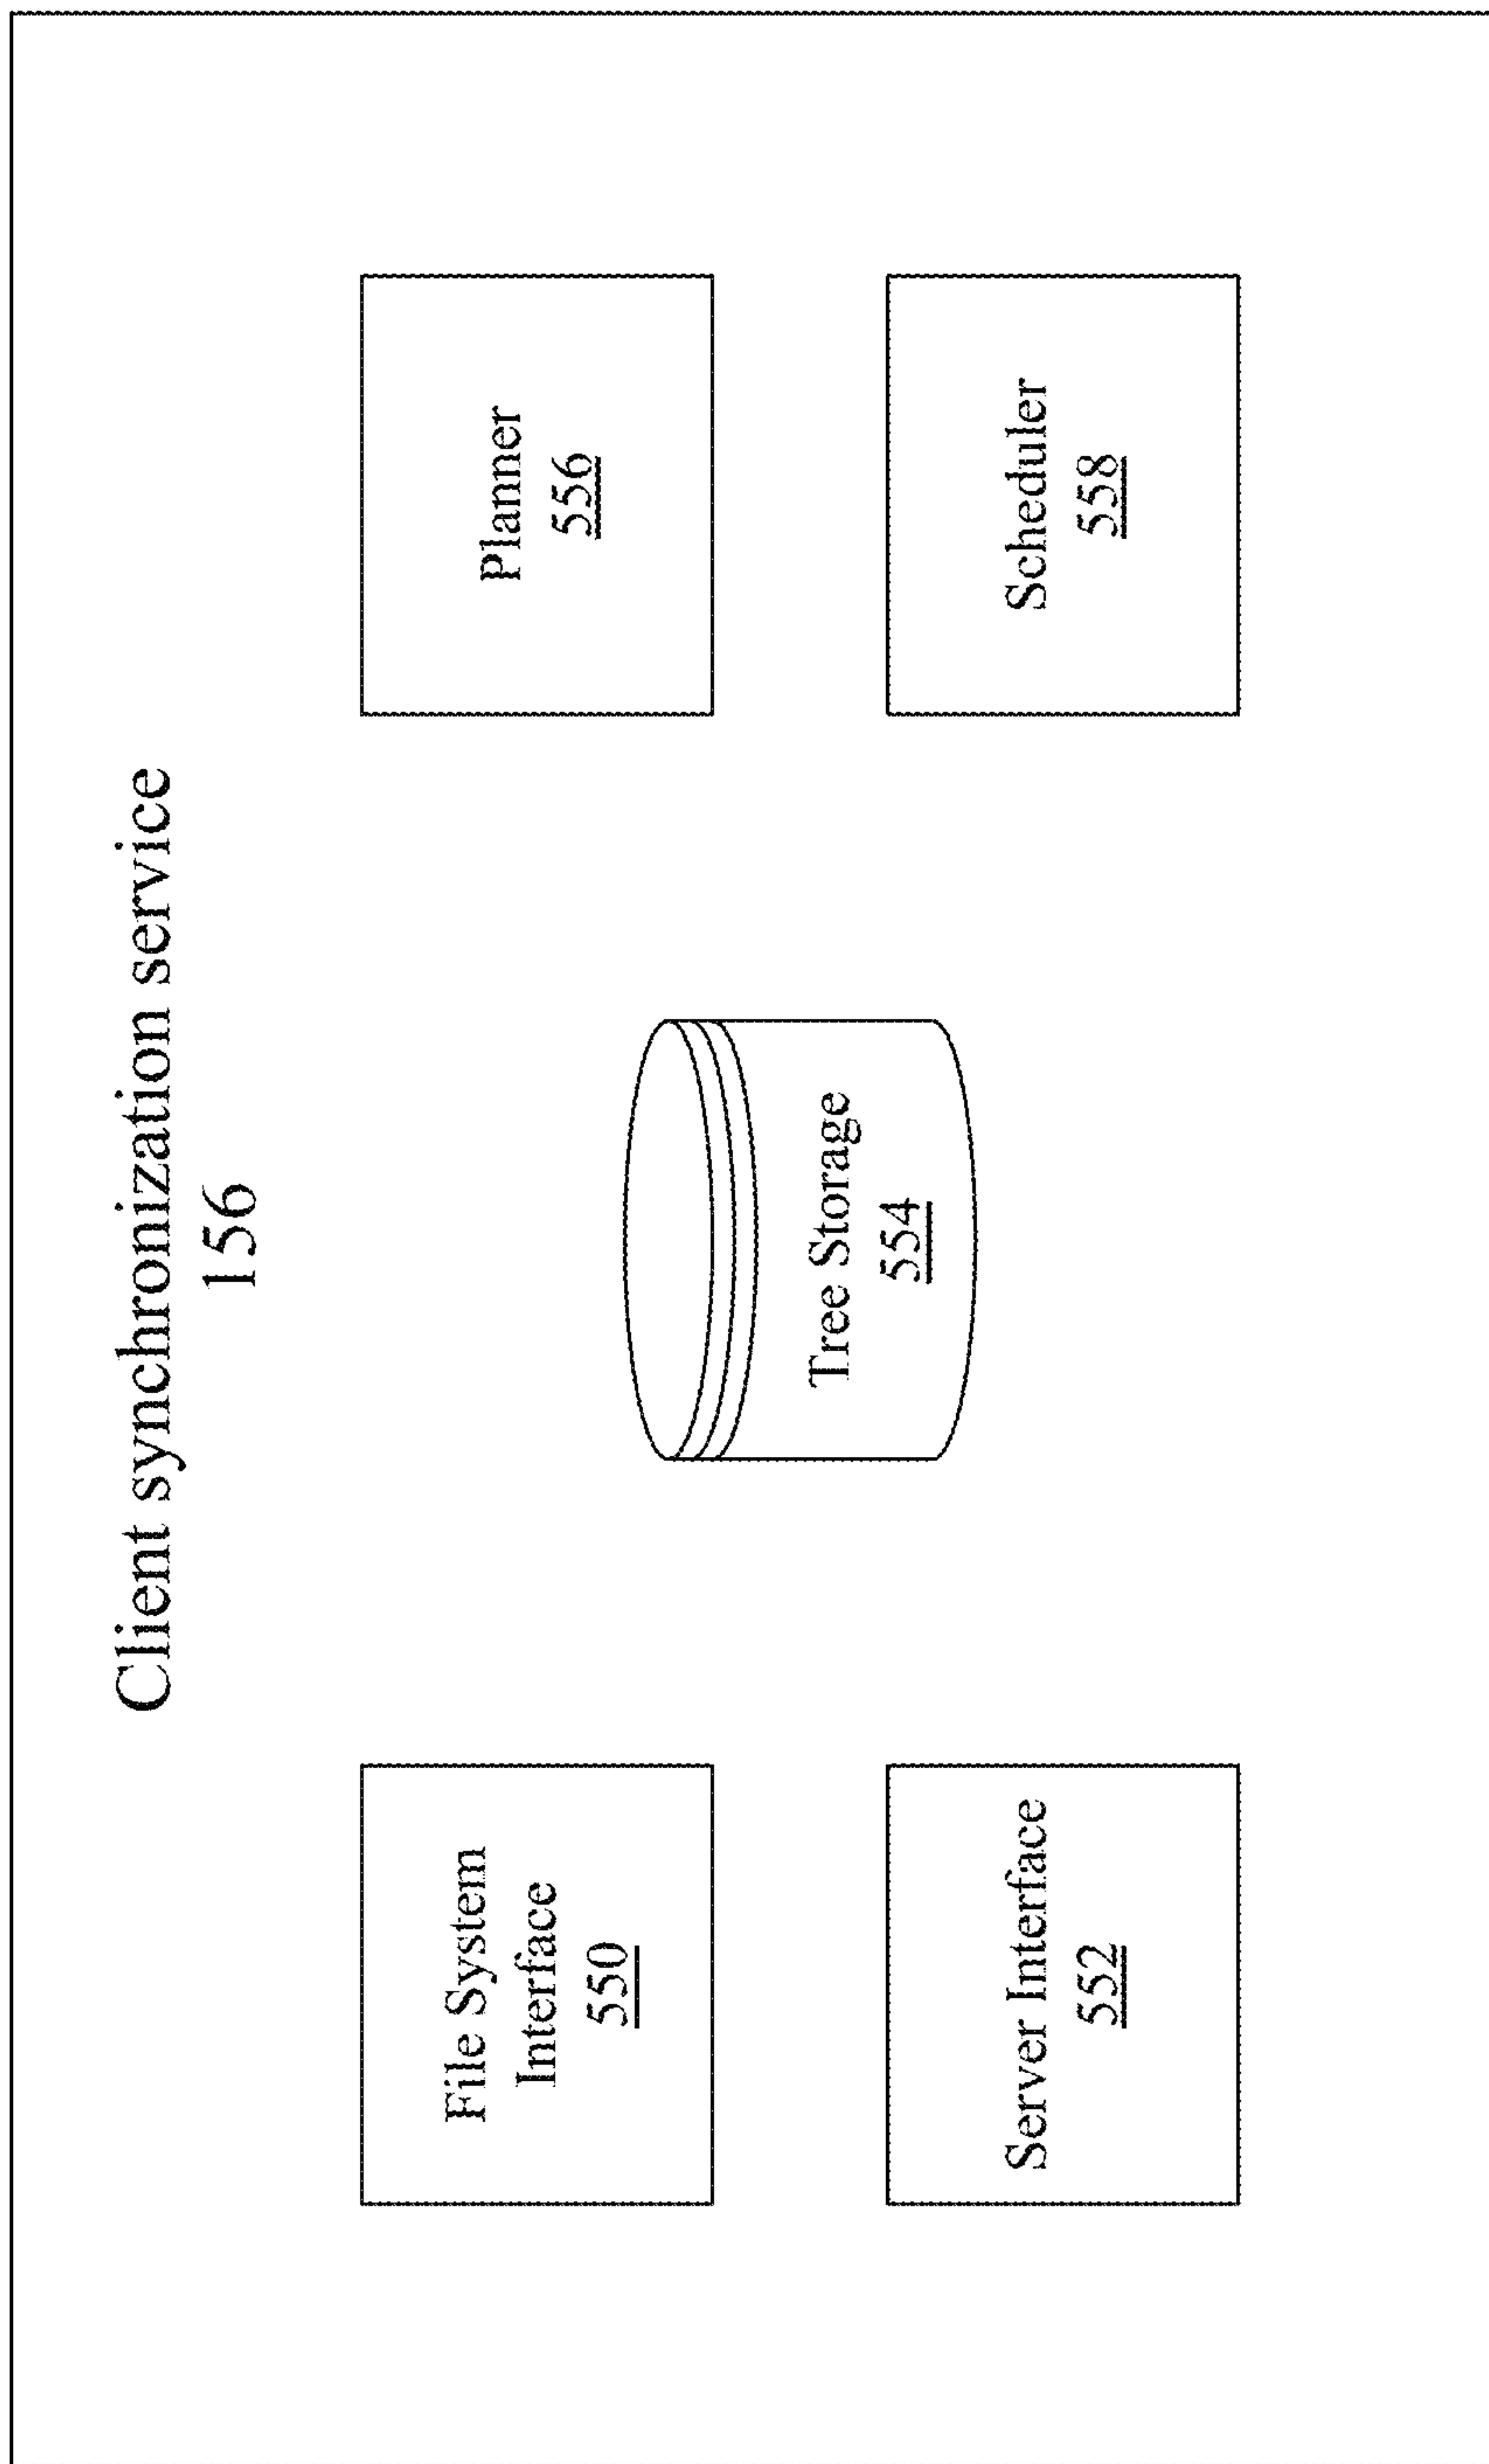 Client synchronization service
156
File System
Interface
550
Server Interface
552
Tree Storage
554
Planner
556
Scheduler
558